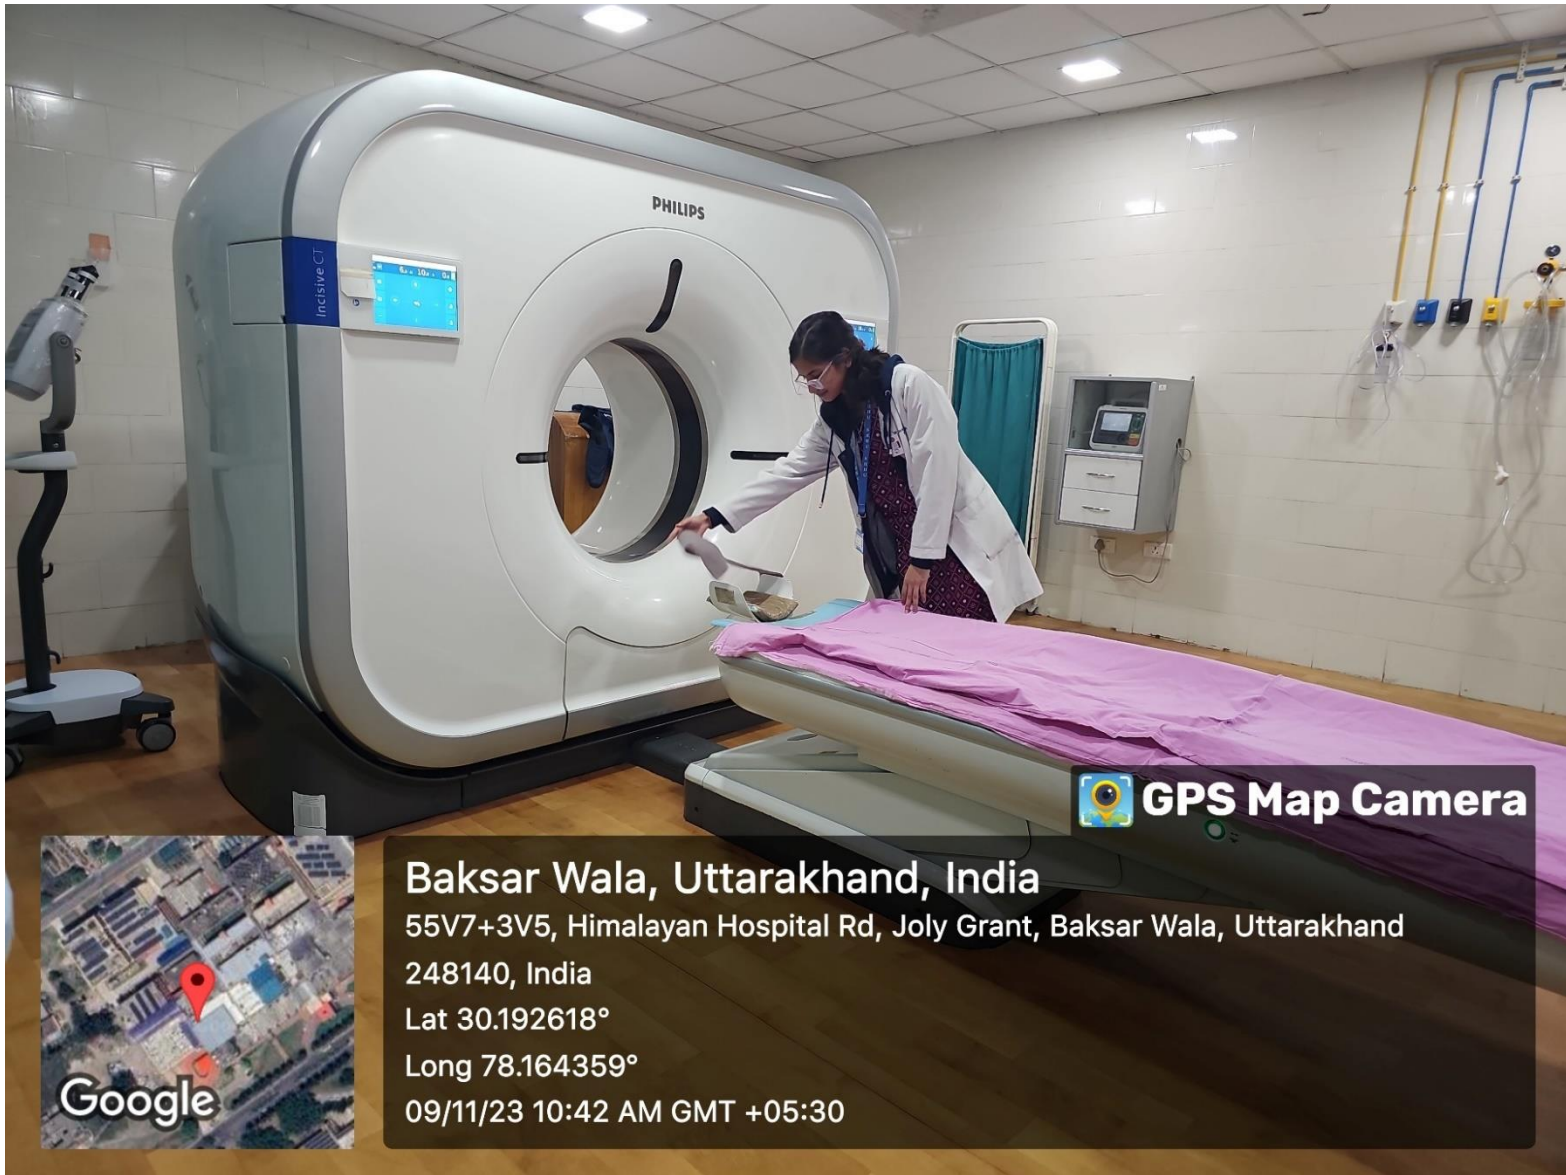 PHILIPS
Incisive CT
GPS Map Camera
Baksar Wala, Uttarakhand, India
55V7+3V5, Himalayan Hospital Rd, Joly Grant, Baksar Wala, Uttarakhand
248140, India
Lat 30.192618°
Long 78.164359°
09/11/23 10:42 AM GMT +05:30
Google